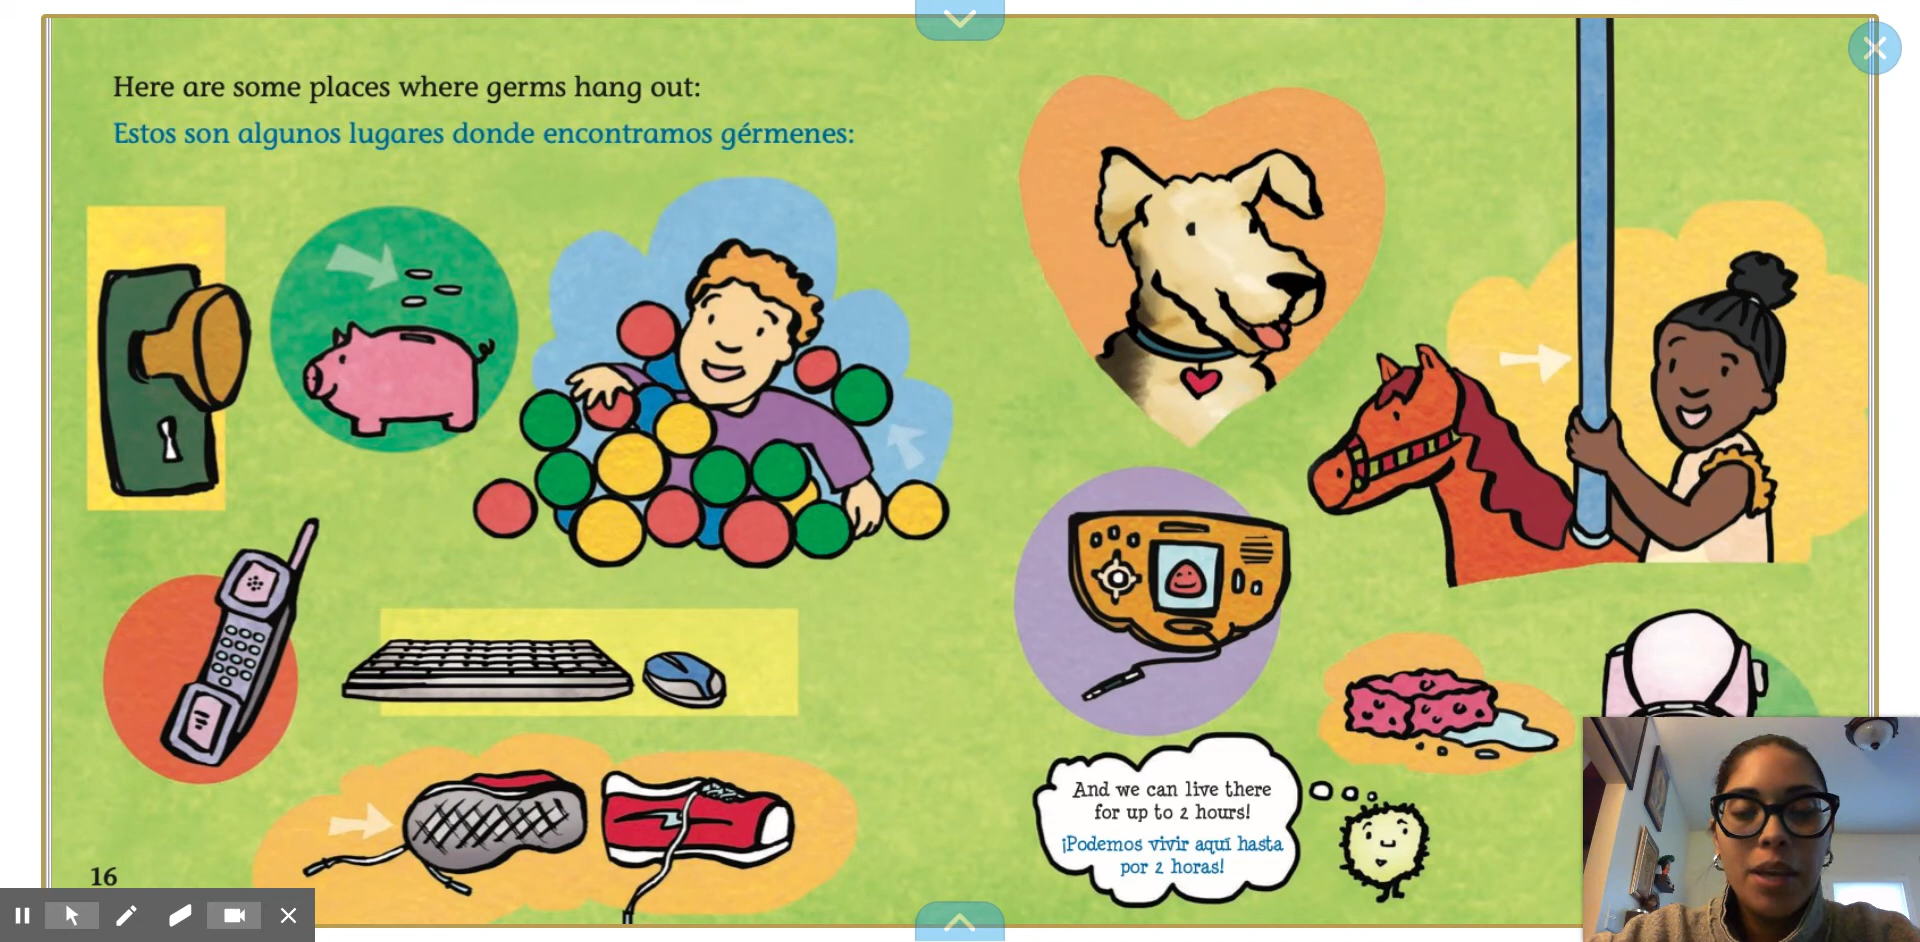 Here are some places where germs hang out:
Estos son algunos lugares donde encontramos gérmenes:
And we can live there
for up to 2 hours!
¡Podemos vivir aquí hasta
por 2 horas!
16